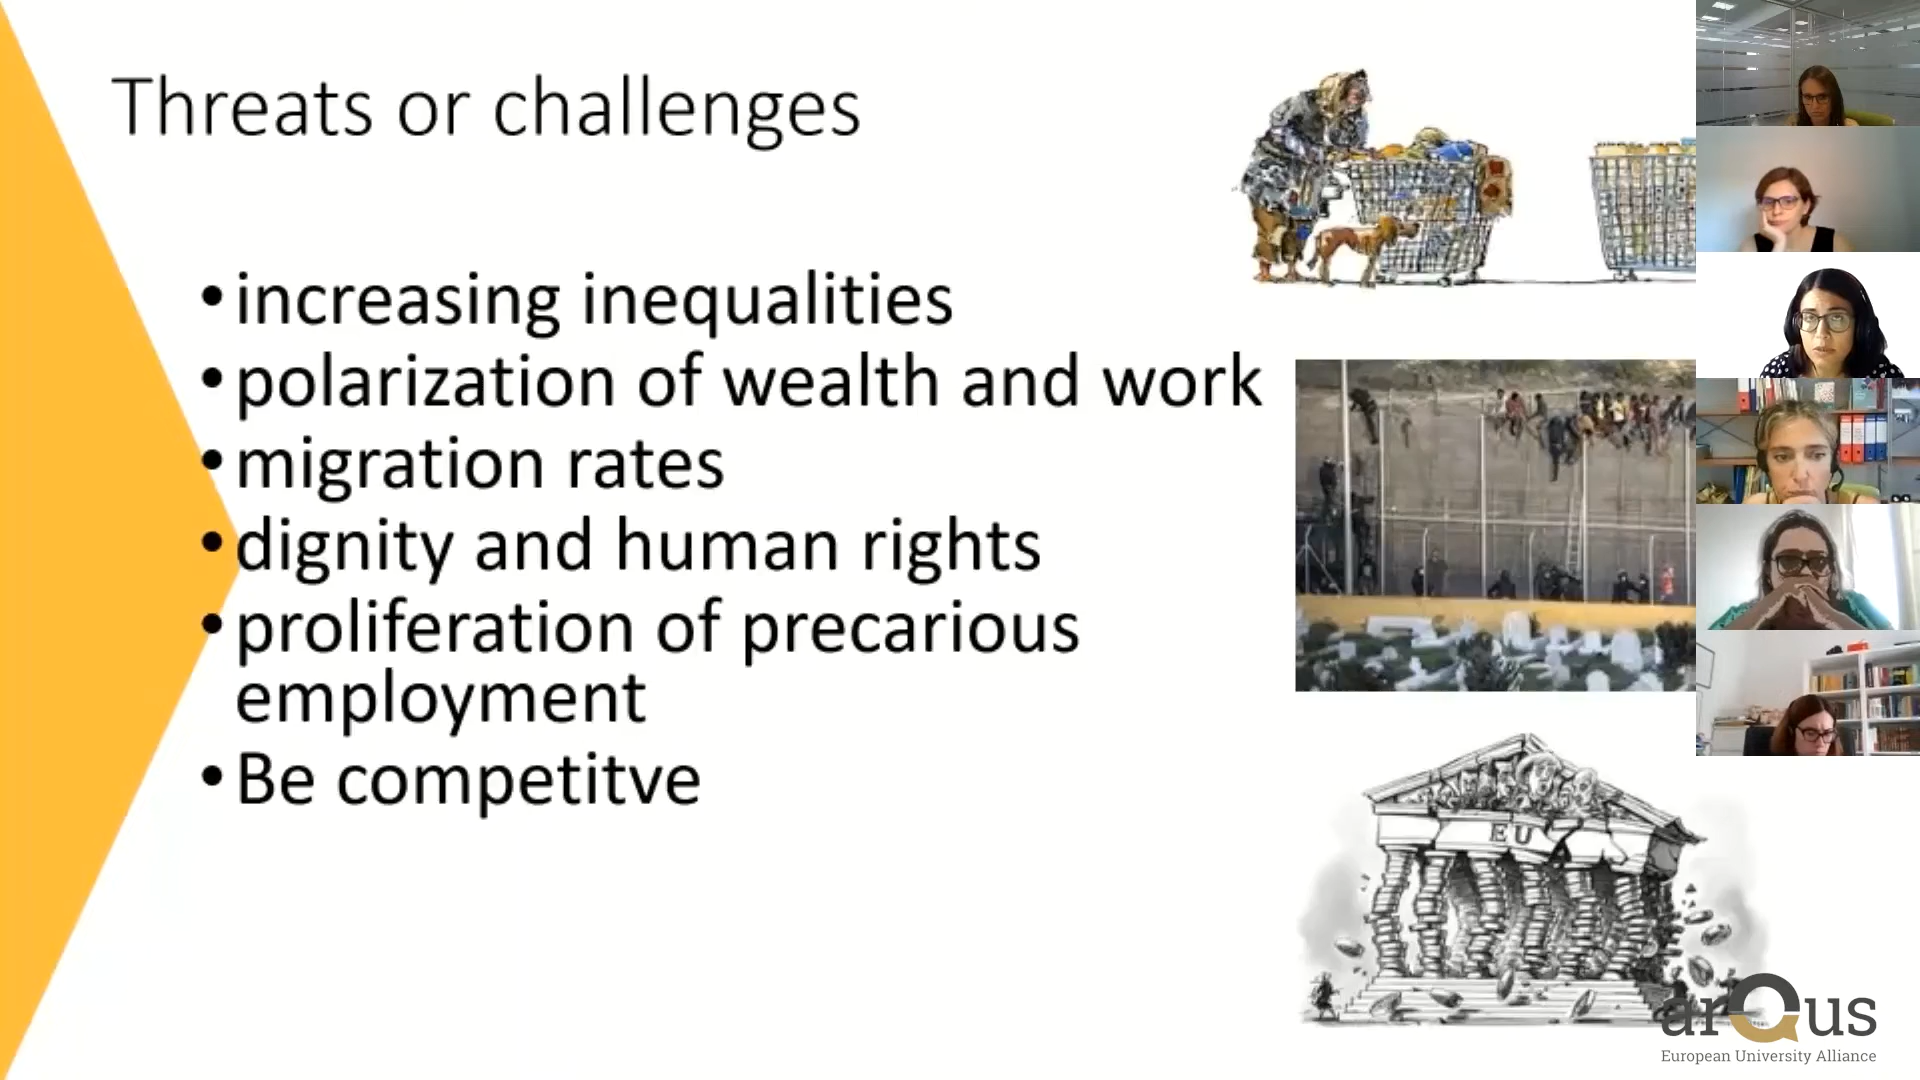 Threats or challenges
• increasing inequalities
• polarization of wealth and work
• migration rates
• dignity and human rights
• proliferation of precarious
employment
• Be competitve
EU
arQus
European University Alliance